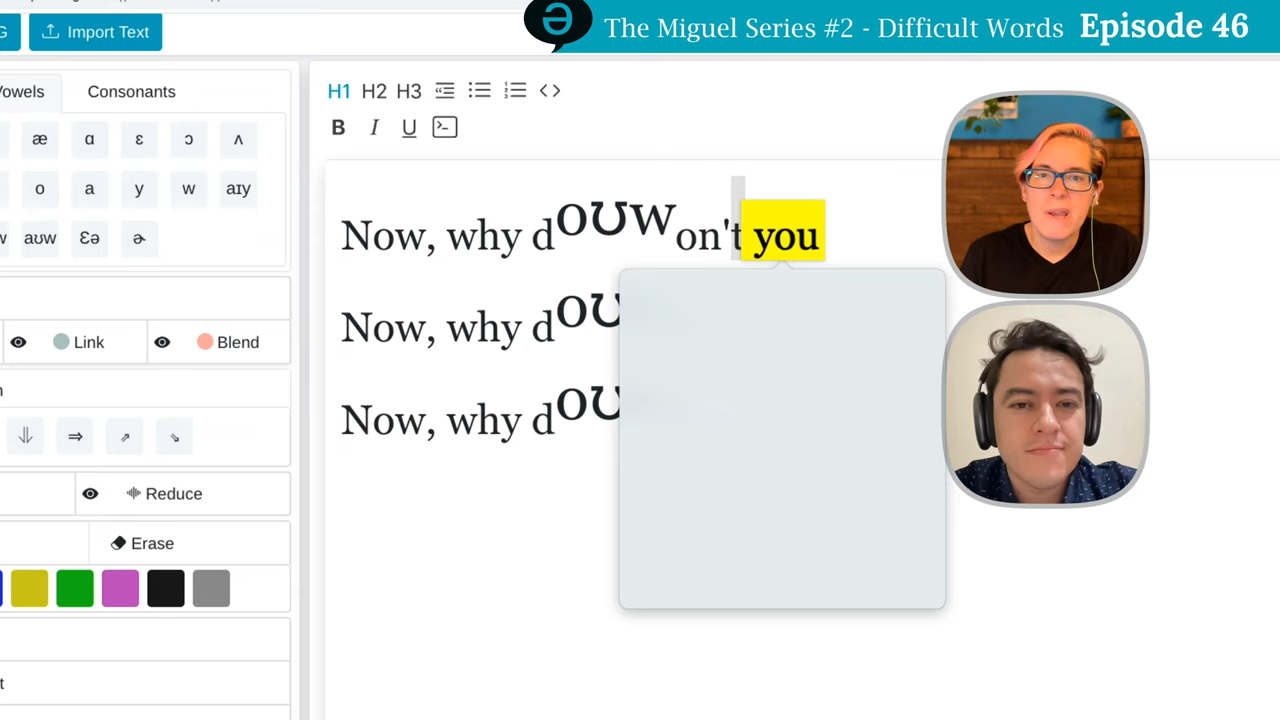 ə The Miguel Series #2 - Difficult Words Episode 46
G Import Text
H1 H2 H3
Vowels Consonants
B I U
æ ɑ ɛ ɔ ʌ
o a y w aɪy
w aʊw Ɛə ɚ
Now, why doʊwon't you
Now, why doʊ
Link Blend
Now, why doʊ
Reduce
Erase
t